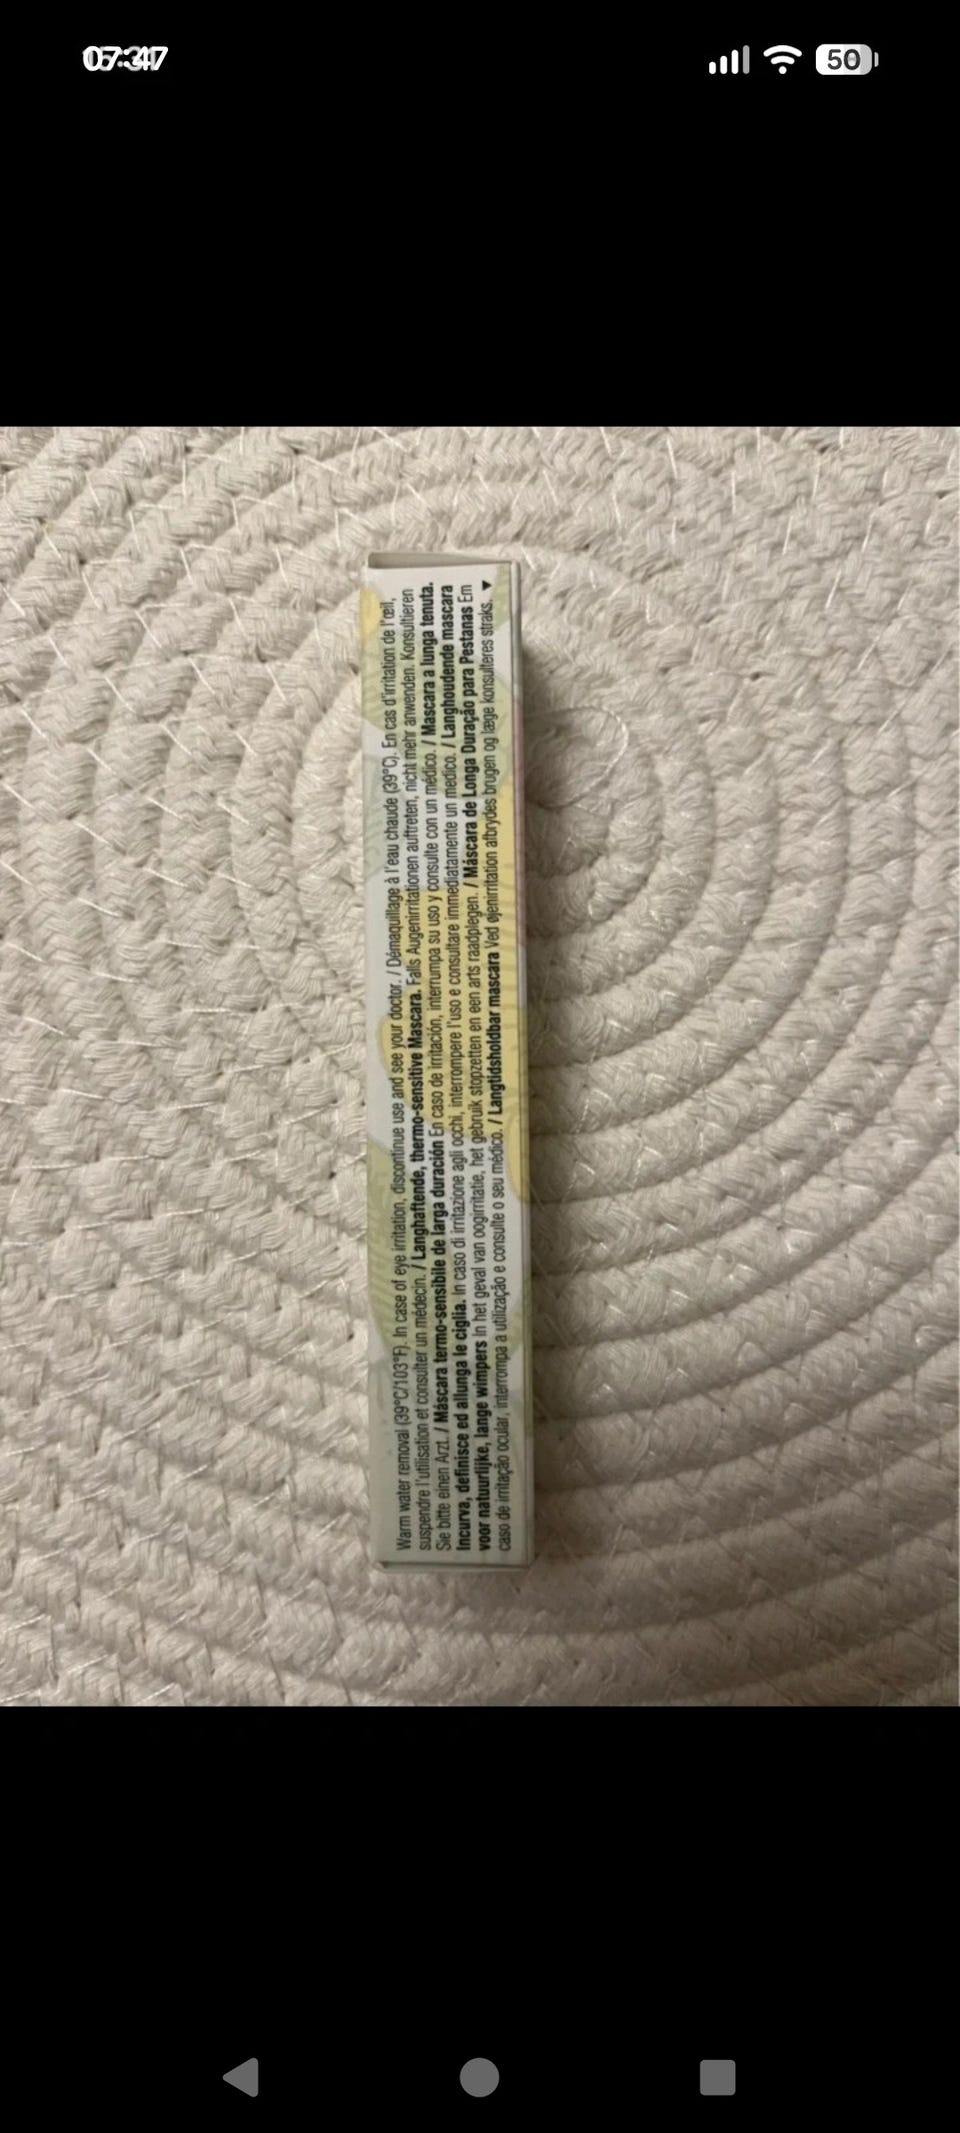 50
Warm water removal (39°C/103°F). In case of eye irritation, discontinue use and see your doctor. / Démaquillage à l'eau chaude (39°C). En cas d'irritation de l'œil,
suspendre l'utilisation et consulter un médecin. / Langhaftende, thermo-sensitive Mascara. Falls Augenirritationen auftreten, nicht mehr anwenden. Konsultieren
Sie bitte einen Arzt. / Máscara termo-sensibile de larga duración En caso de irritación, interrumpa su uso y consulte con un médico. / Mascara a lunga tenuta.
Incurva, definisce ed allunga le ciglia. In caso di irritazione agli occhi, interrompere l'uso e consultare immediatamente un medico. / Langhoudende mascara
voor natuurlijke, lange wimpers In het geval van oogirritatie, het gebruik stopzetten en een arts raadplegen. / Máscara de Longa Duração para Pestanas Em
caso de irritação ocular, interrompa a utilização e consulte o seu médico. / Langtidsholdbar mascara Ved øjenirritation afbrydes brugen og læge konsulteres straks.